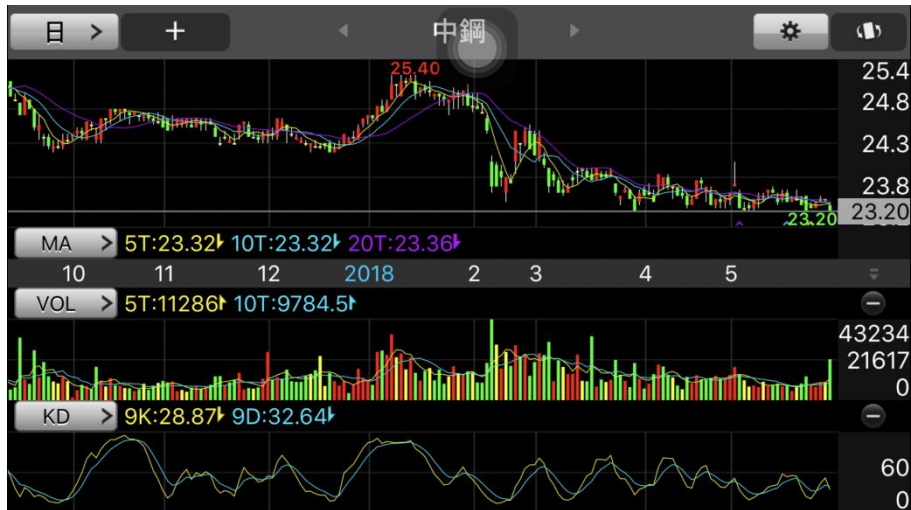 日 > + 中鋼
25.40
25.4
24.8
24.3
23.8
23.20
23.20
MA > 5T:23.32 10T:23.32 20T:23.36
10 11 12 2018 2 3 4 5
VOL > 5T:11286 10T:9784.5
43234
21617
0
KD > 9K:28.87 9D:32.64
60
0